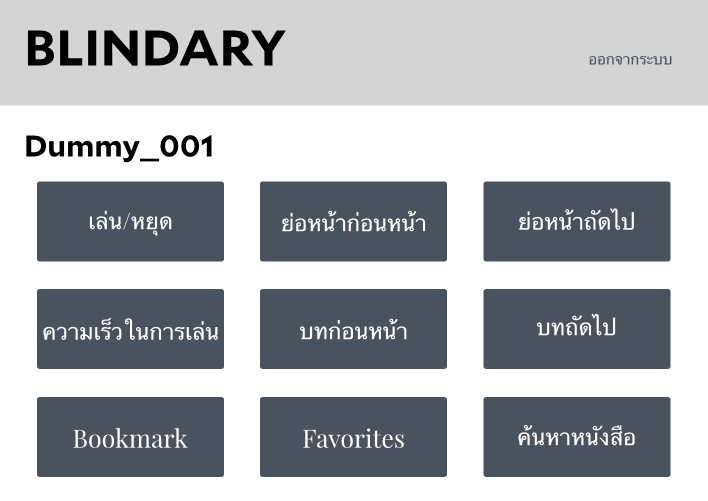 BLINDARY
ออกจากระบบ
Dummy_001
เล่น/หยุด
ย่อหน้าก่อนหน้า
ย่อหน้าถัดไป
ความเร็วในการเล่น
บทก่อนหน้า
บทถัดไป
Bookmark
Favorites
ค้นหาหนังสือ